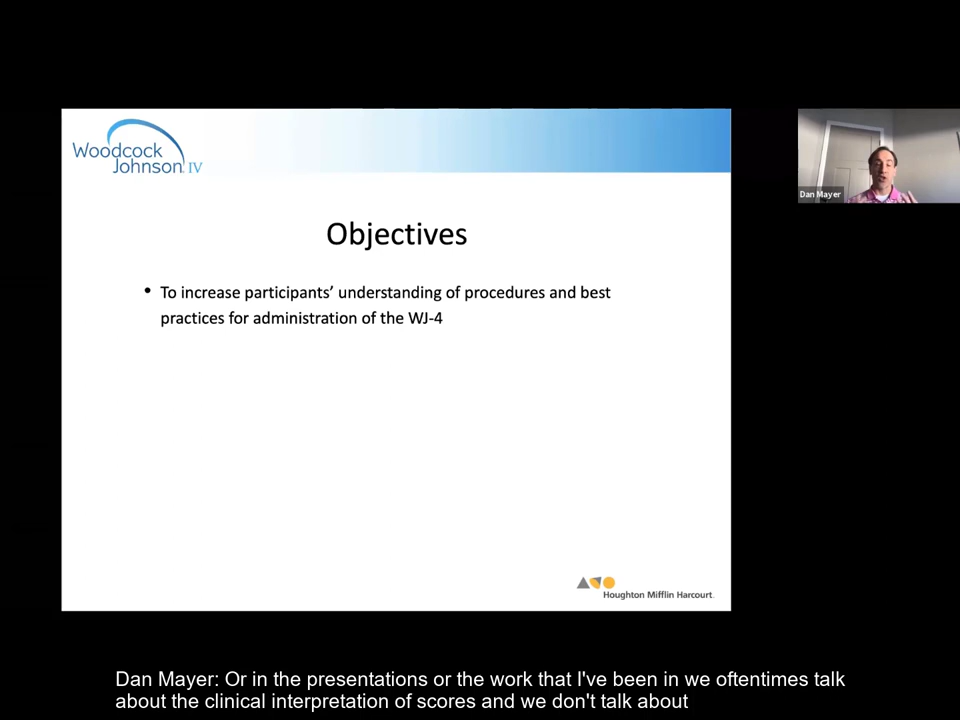 Woodcock
Johnson IV
Objectives
• To increase participants’ understanding of procedures and best
practices for administration of the WJ-4
Houghton Mifflin Harcourt
Dan Mayer
Dan Mayer: Or in the presentations or the work that I've been in we oftentimes talk
about the clinical interpretation of scores and we don't talk about